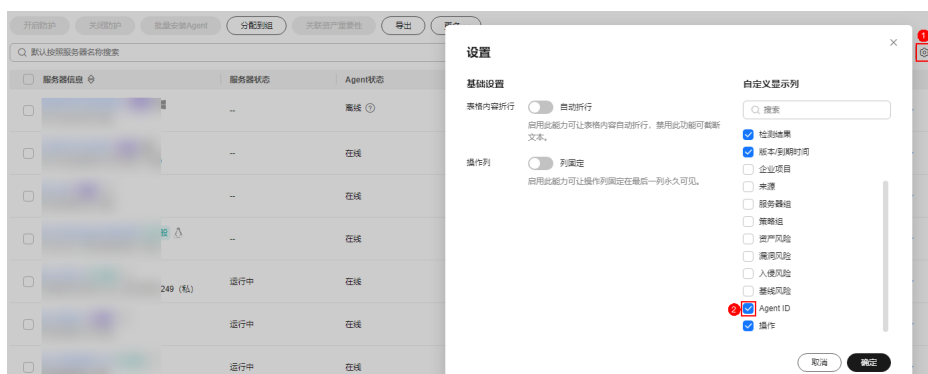 开启防护 关闭防护 批量安装Agent 分配到组 关联资产重要性 导出
默认按照服务器名称搜索
服务器信息 服务器状态 Agent状态
-- 离线
-- 在线
-- 在线
-- 在线
249 (私) 运行中 在线
运行中 在线
运行中 在线
设置
基础设置
表格内容折行 自动折行
启用此能力可让表格内容自动折行，禁用此功能可截断
文本。
操作列 列固定
启用此能力可让操作列固定在最后一列永久可见。
自定义显示列
搜索
检测结果
版本/到期时间
企业项目
来源
服务器组
策略组
资产风险
漏洞风险
入侵风险
基线风险
2 Agent ID
操作
取消 确定
1